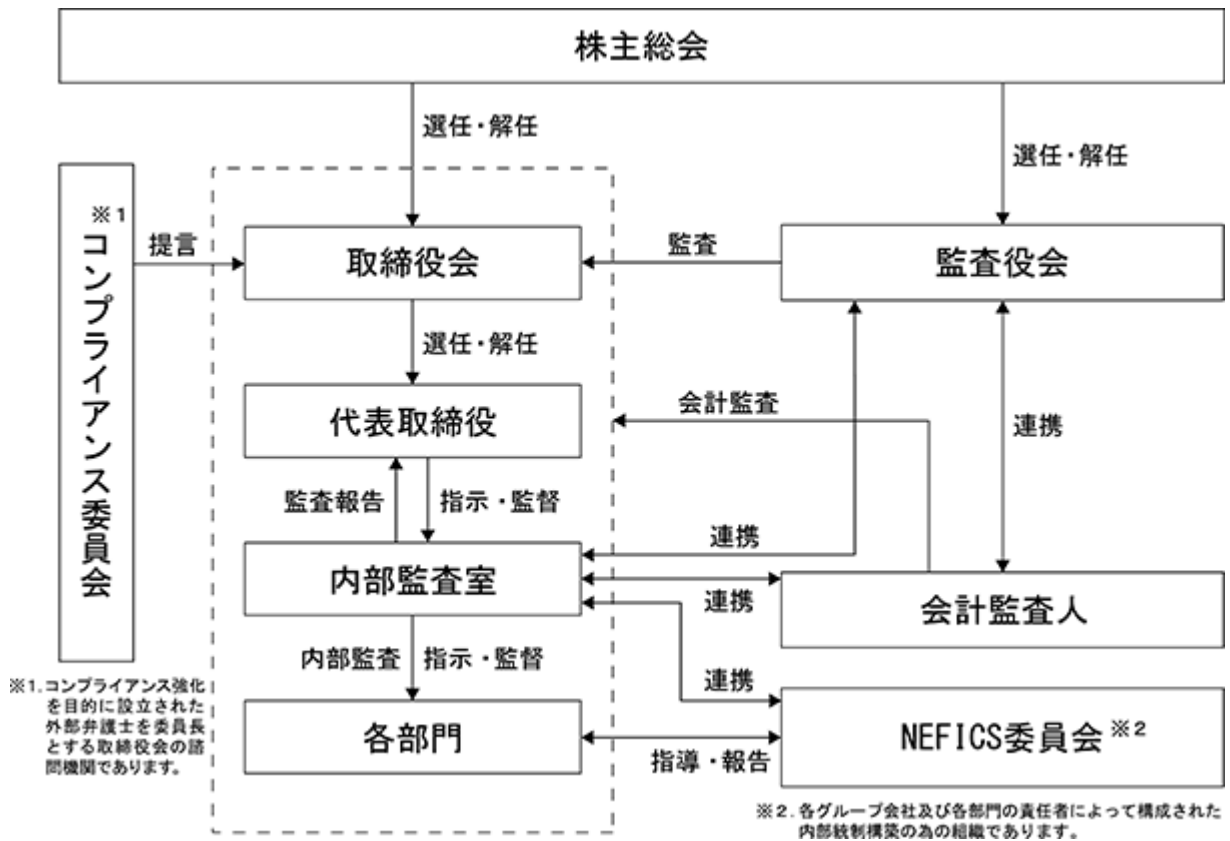 株主総会
選任・解任
選任・解任
※1
コンプライアンス委員会
提言
取締役会
監査
監査役会
選任・解任
代表取締役
会計監査
連携
監査報告
指示・監督
連携
内部監査室
連携
会計監査人
内部監査
指示・監督
連携
※1.コンプライアンス強化
を目的に設立された
外部弁護士を委員長
とする取締役会の諮
問機関であります。
各部門
NEFICS委員会※2
指導・報告
※2.各グループ会社及び各部門の責任者によって構成された
内部統制構築の為の組織であります。